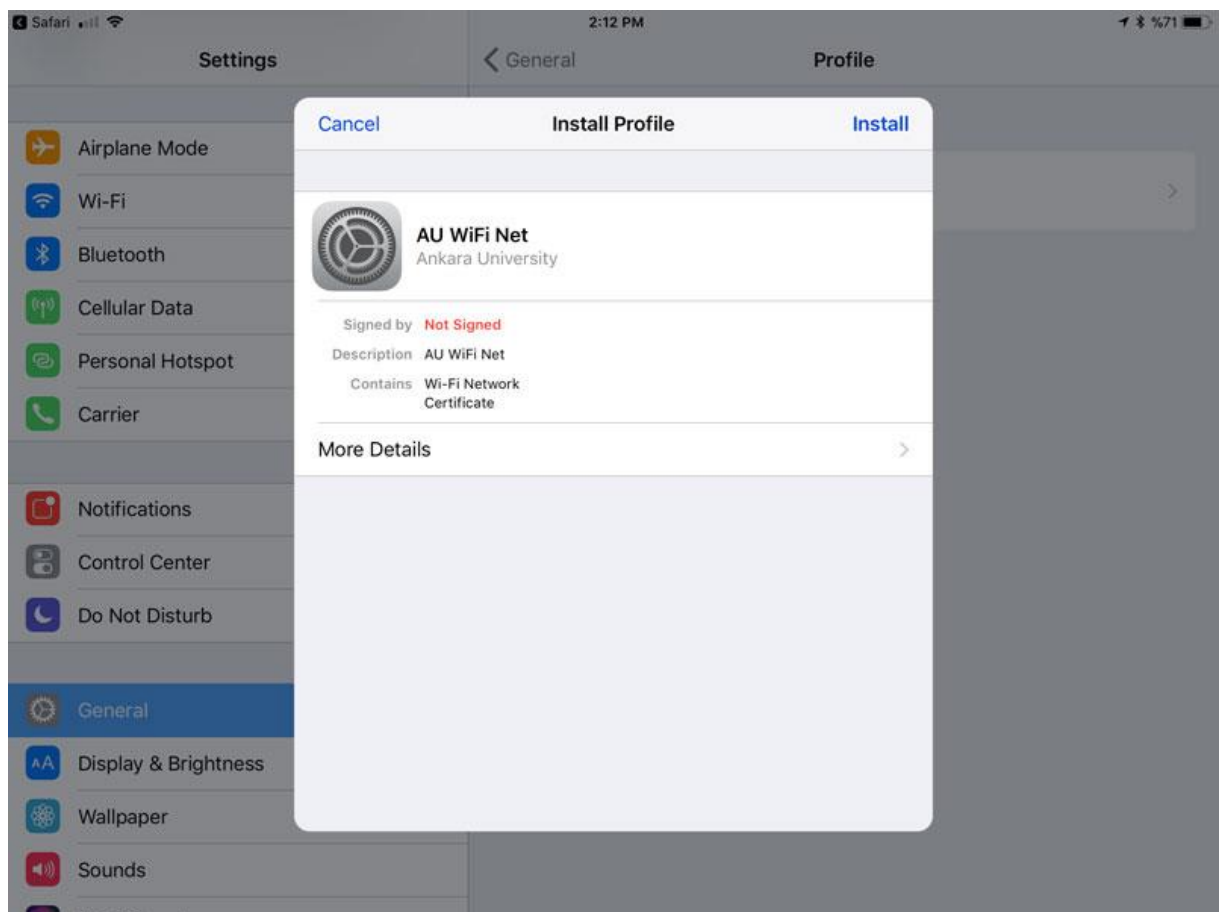 Safari
2:12 PM
%71
Settings
General
Profile
Airplane Mode
Wi-Fi
Bluetooth
Cellular Data
Personal Hotspot
Carrier
Notifications
Control Center
Do Not Disturb
General
AA
Display & Brightness
Wallpaper
Sounds
Cancel
Install Profile
Install
AU WiFi Net
Ankara University
Signed by Not Signed
Description AU WiFi Net
Contains Wi-Fi Network
Certificate
More Details